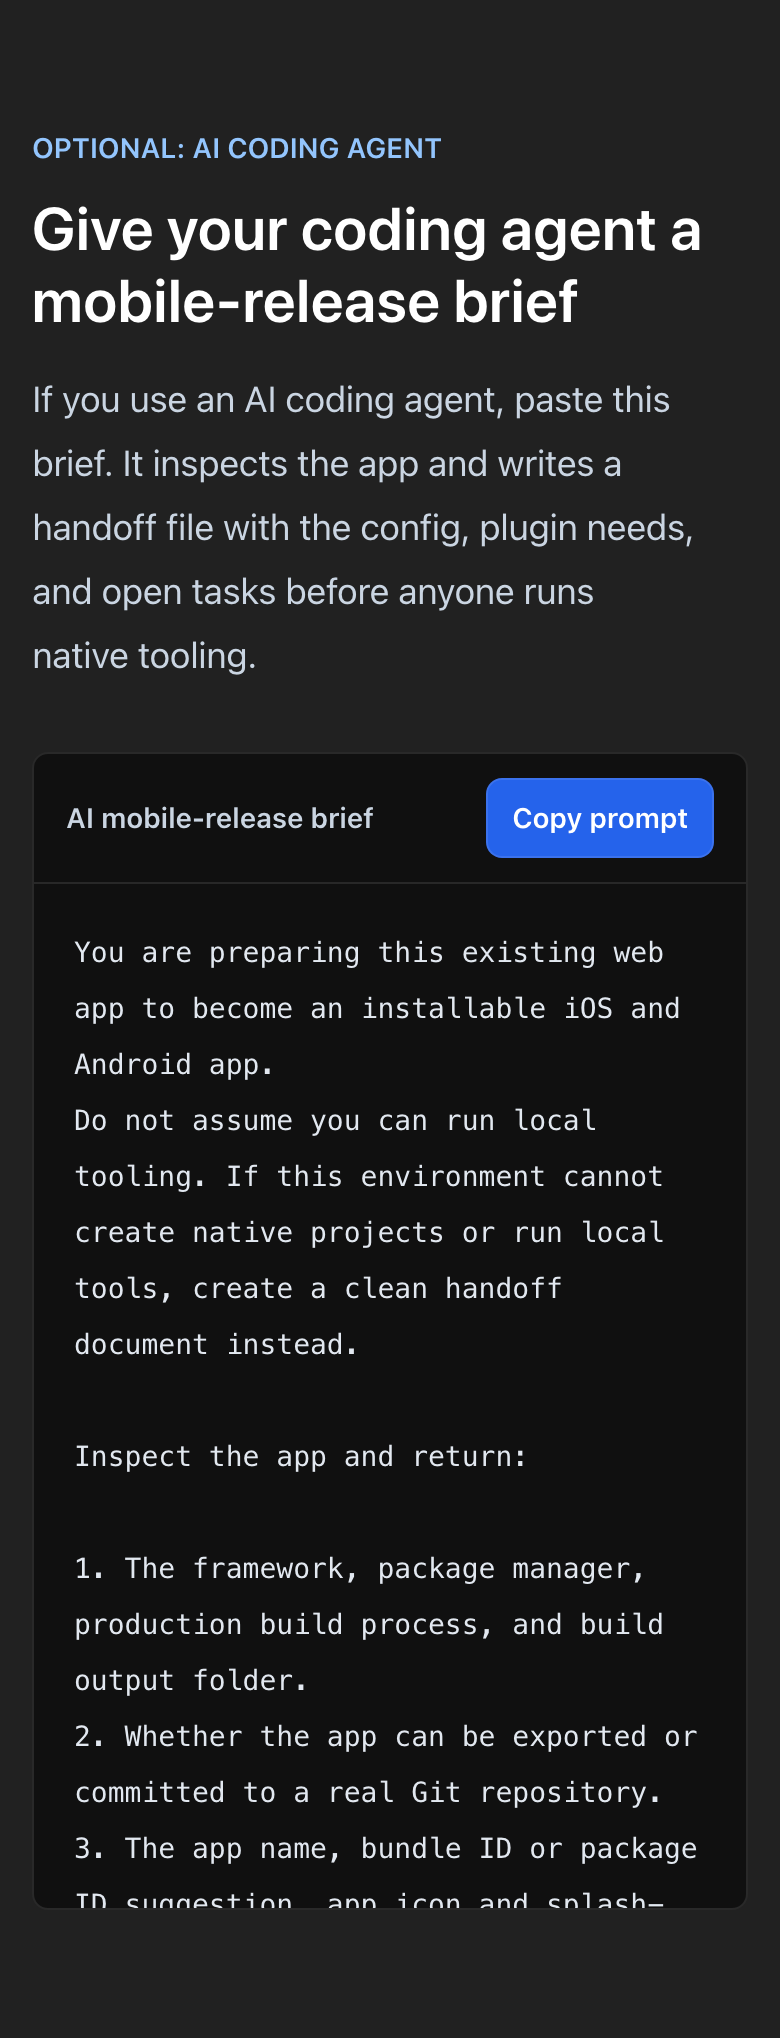 OPTIONAL: AI CODING AGENT
Give your coding agent a
mobile-release brief
If you use an AI coding agent, paste this
brief. It inspects the app and writes a
handoff file with the config, plugin needs,
and open tasks before anyone runs
native tooling.
AI mobile-release brief
Copy prompt
You are preparing this existing web
app to become an installable iOS and
Android app.
Do not assume you can run local
tooling. If this environment cannot
create native projects or run local
tools, create a clean handoff
document instead.
Inspect the app and return:
1. The framework, package manager,
production build process, and build
output folder.
2. Whether the app can be exported or
committed to a real Git repository.
3. The app name, bundle ID or package
ID suggestion, app icon and splash-